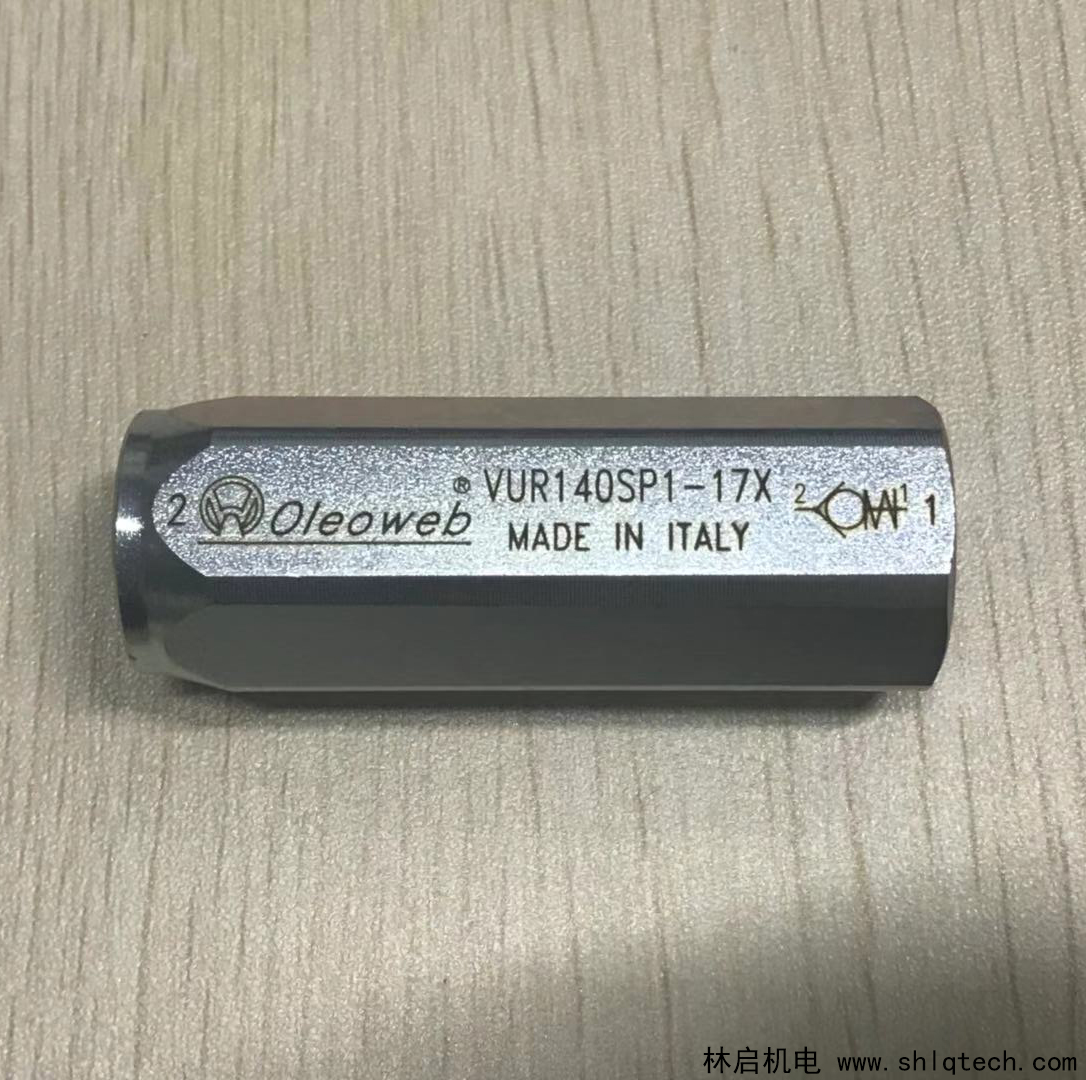 2 Oleoweb® VUR140SP1-17X 2 1 1
MADE IN ITALY
林启机电 www.shlqtech.com